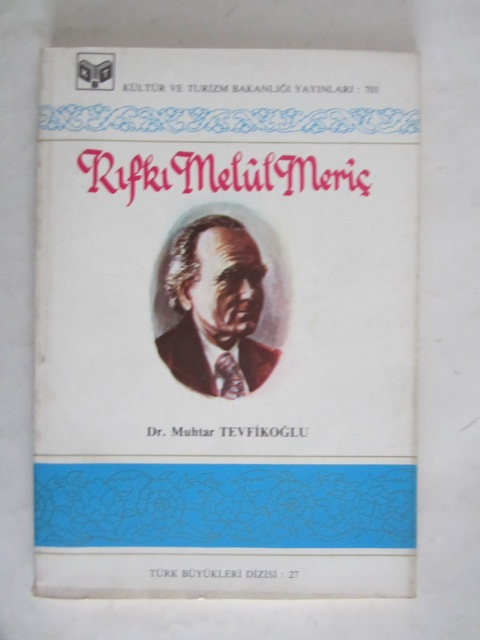 KÜLTÜR VE TURİZM BAKANLIĞI YAYINLARI : 701
Rıfkı Melûl Meriç
Dr. Muhtar TEVFİKOĞLU
TÜRK BÜYÜKLERİ DİZİSİ : 27